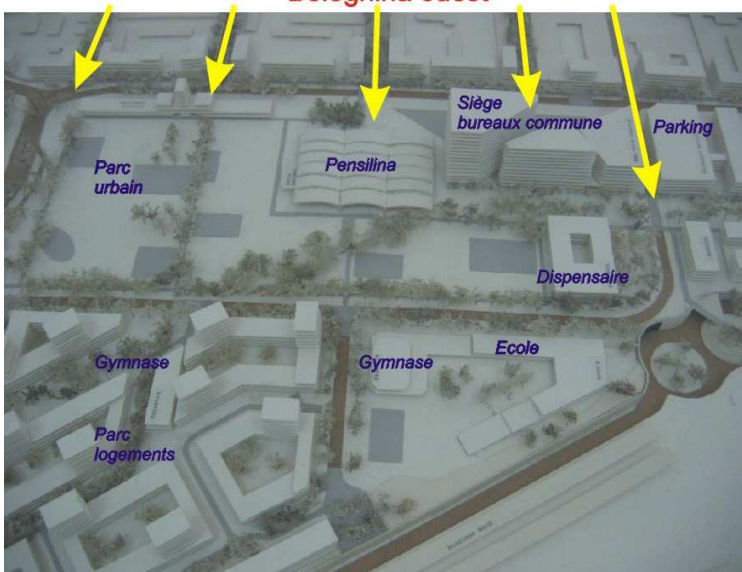 Bolognina ouest
Siège
bureaux commune
Parking
Parc
urbain
Pensilina
Dispensaire
Gymnase
Gymnase
Ecole
Parc
logements